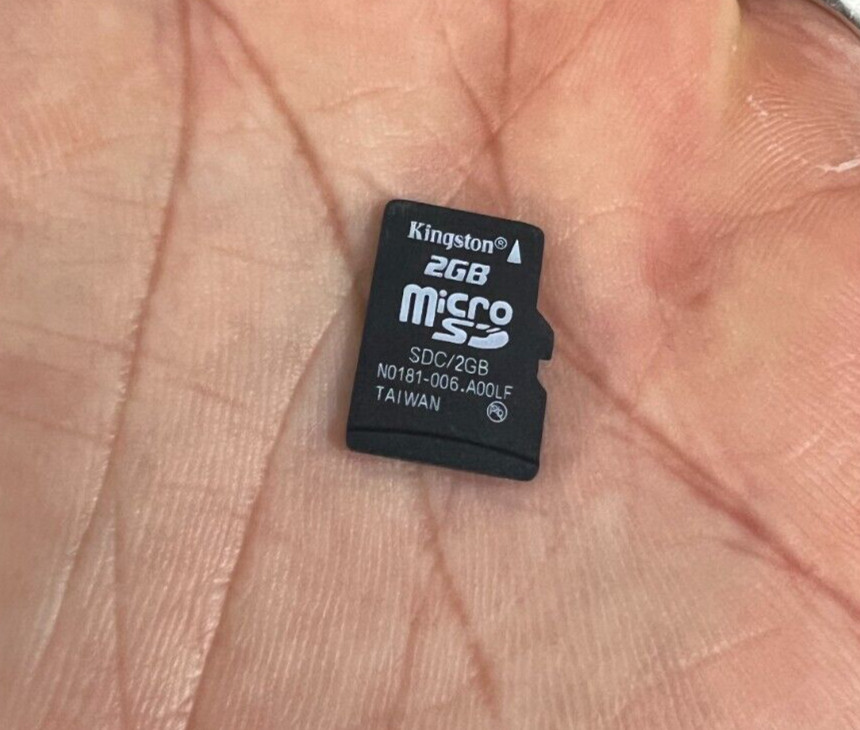 Kingston®
2GB
Micro
SD
SDC/2GB
N0181-006.A00LF
TAIWAN